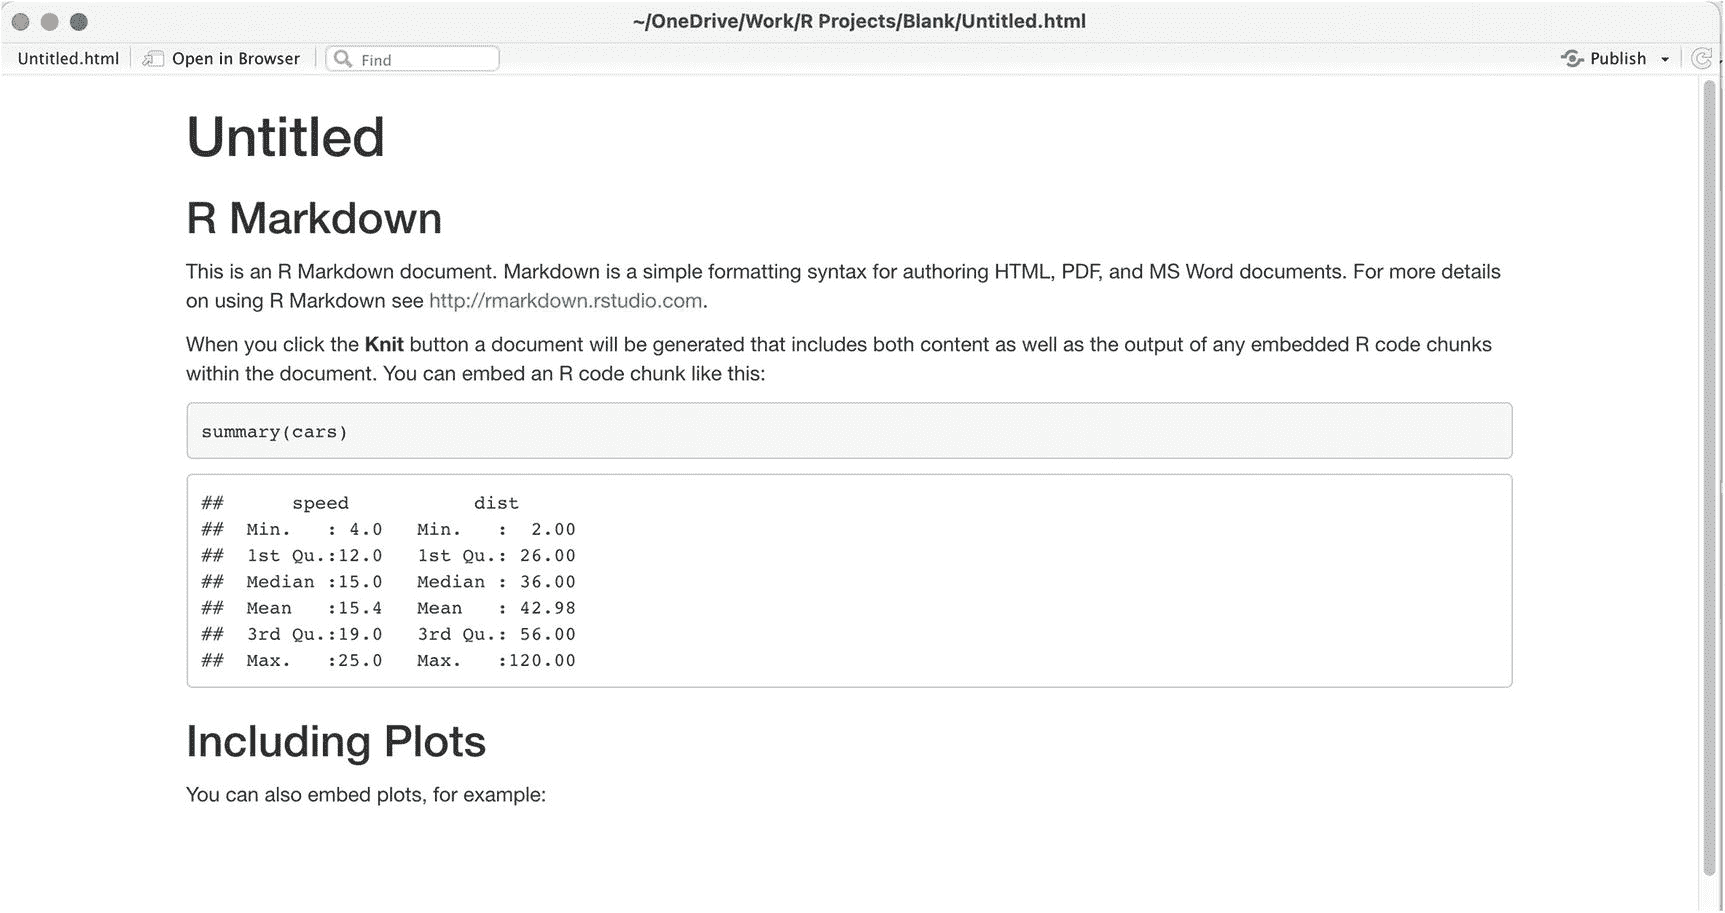 ~/OneDrive/Work/R Projects/Blank/Untitled.html
Untitled.html Open in Browser Find Publish
Untitled
R Markdown
This is an R Markdown document. Markdown is a simple formatting syntax for authoring HTML, PDF, and MS Word documents. For more details
on using R Markdown see http://rmarkdown.rstudio.com.
When you click the Knit button a document will be generated that includes both content as well as the output of any embedded R code chunks
within the document. You can embed an R code chunk like this:
summary(cars)
##      speed           dist
##  Min.   : 4.0   Min.   :  2.00
##  1st Qu.:12.0   1st Qu.: 26.00
##  Median :15.0   Median : 36.00
##  Mean   :15.4   Mean   : 42.98
##  3rd Qu.:19.0   3rd Qu.: 56.00
##  Max.   :25.0   Max.   :120.00
Including Plots
You can also embed plots, for example: